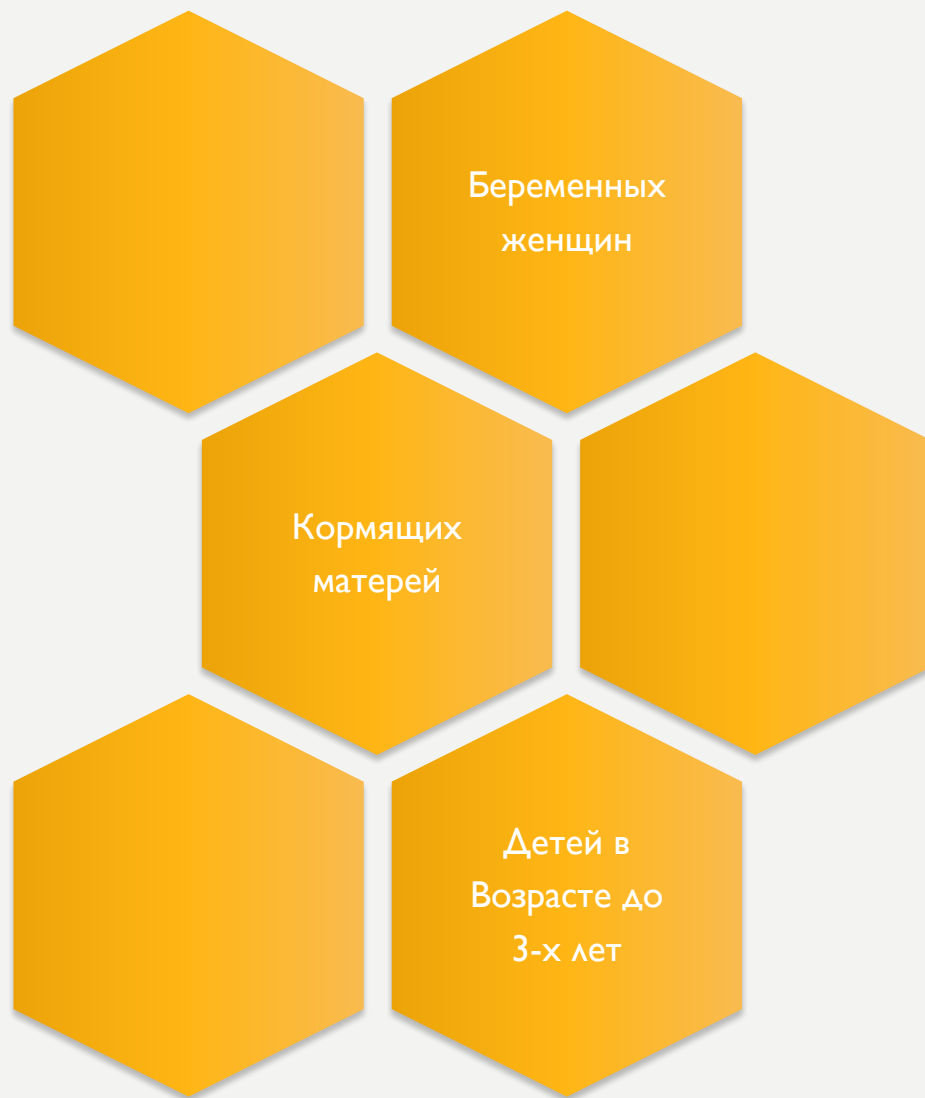 Беременных
женщин
Кормящих
матерей
Детей в
Возрасте до
3-х лет